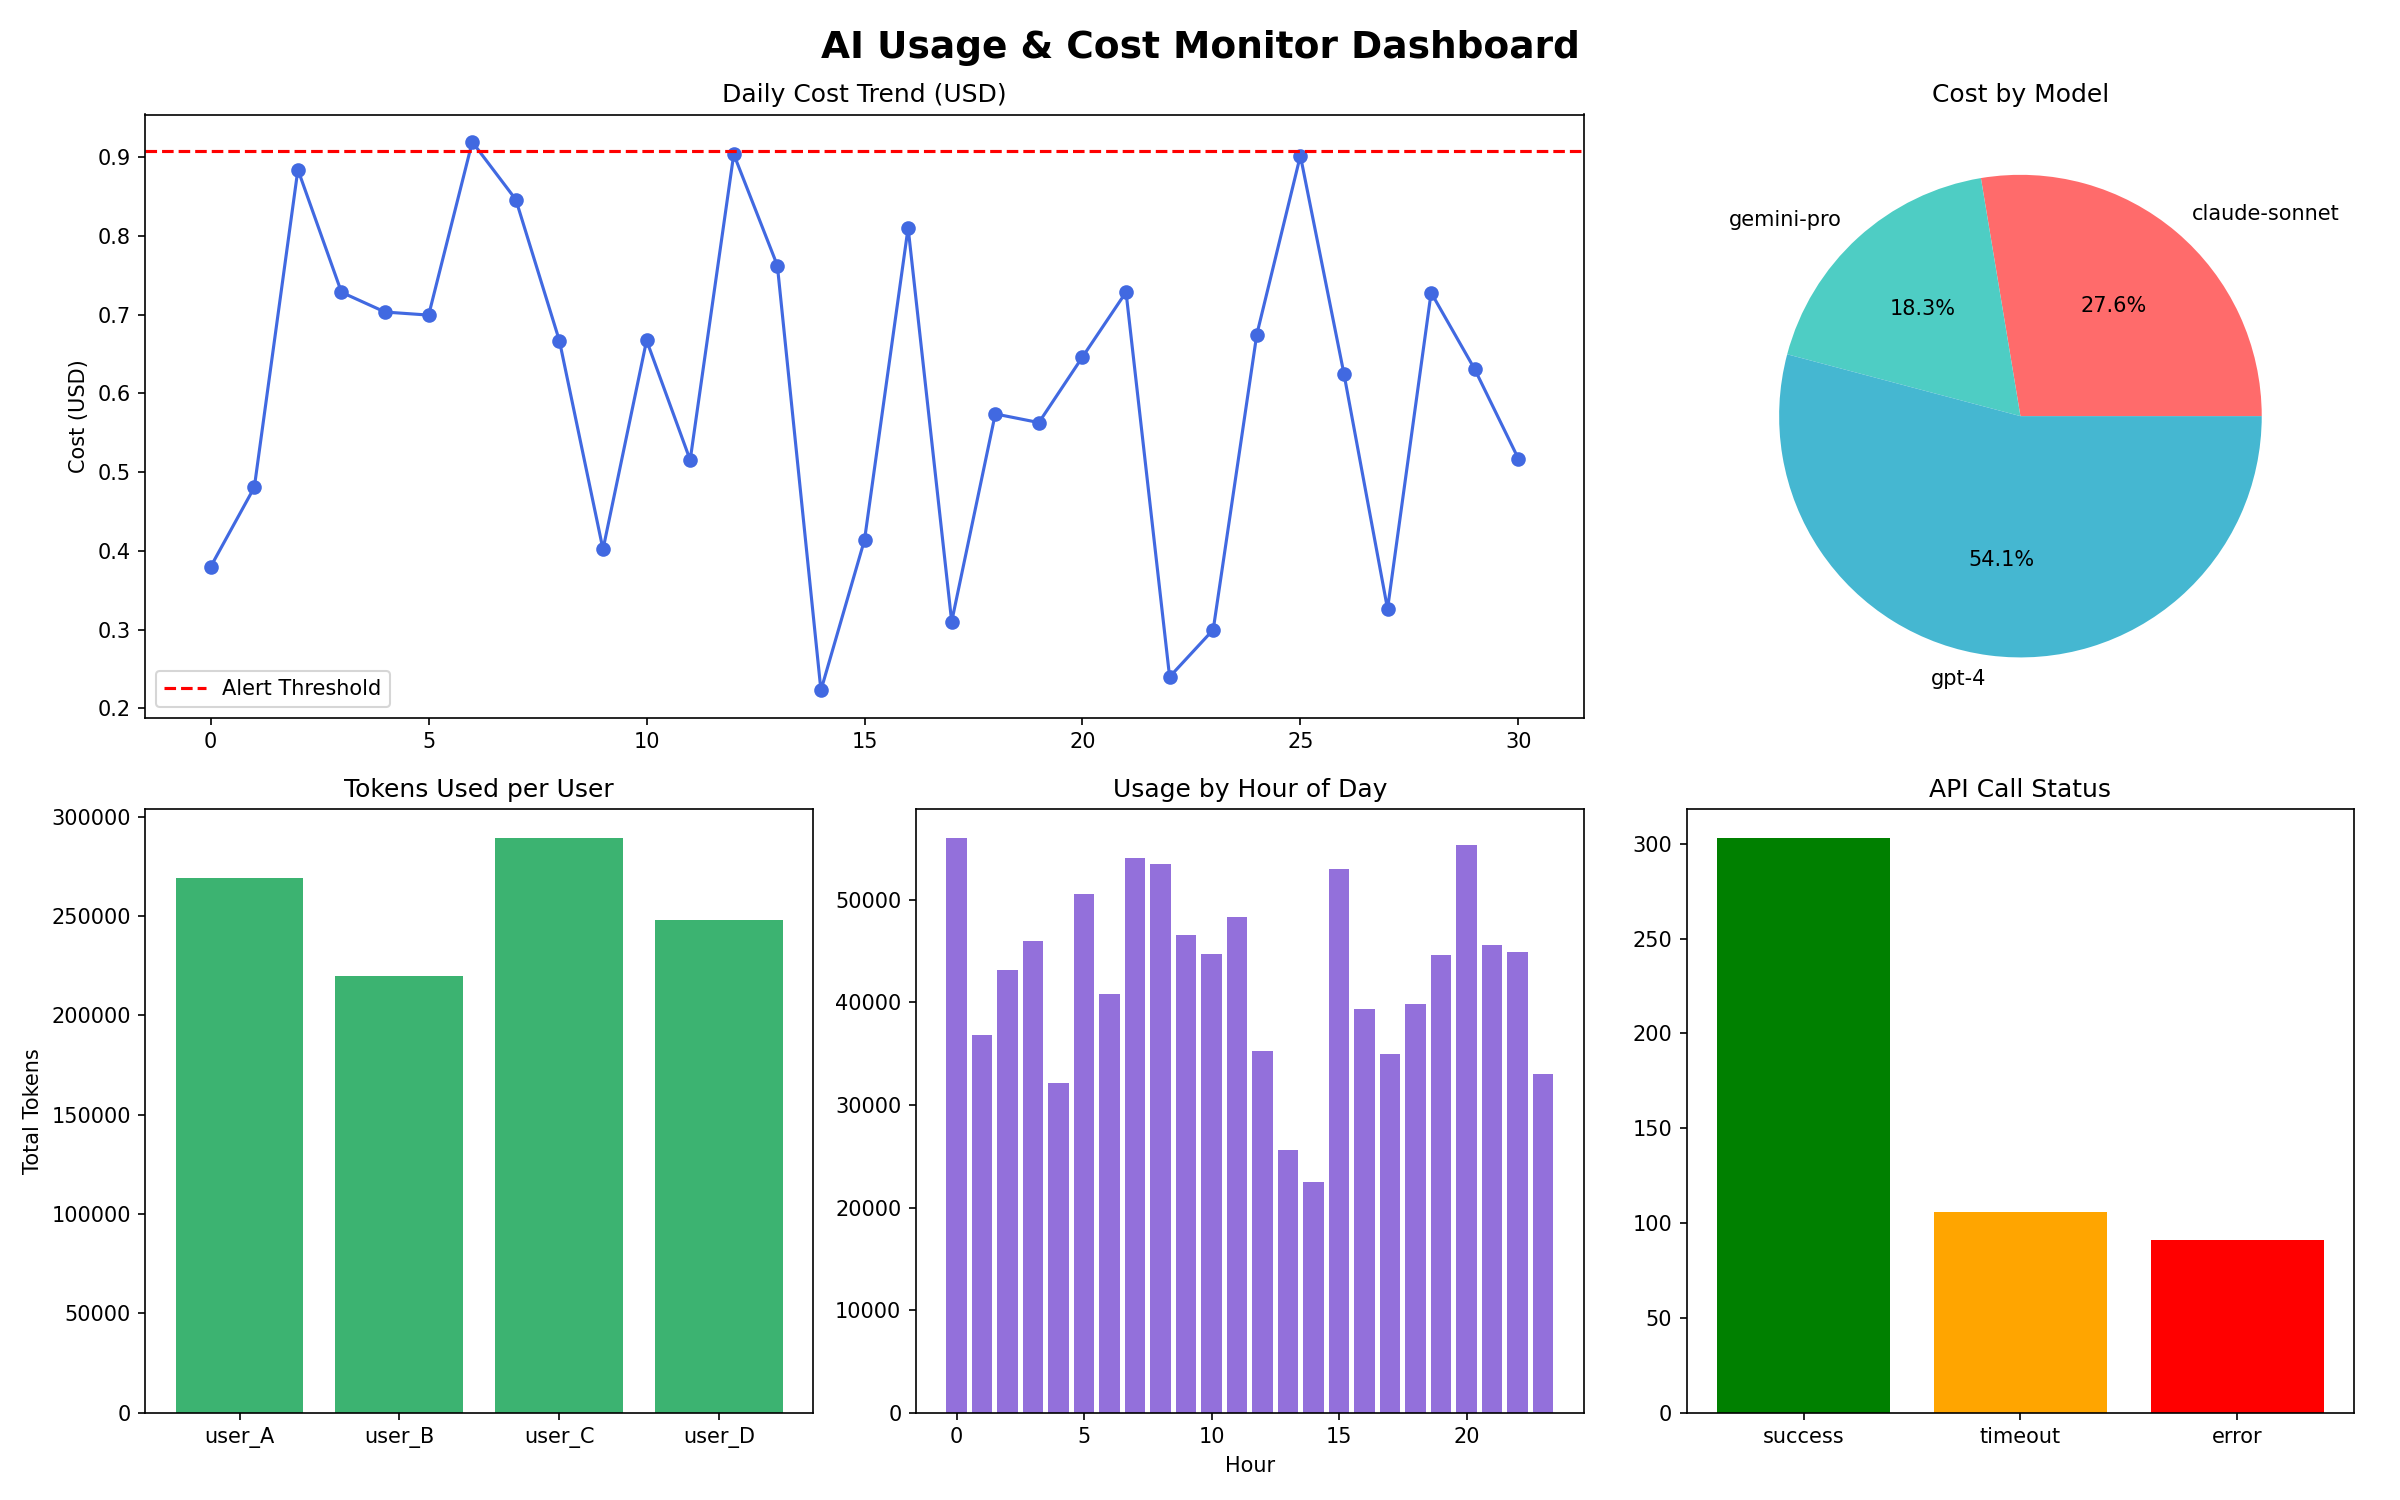 AI Usage & Cost Monitor Dashboard
Daily Cost Trend (USD)
Cost (USD)
0.9
0.8
0.7
0.6
0.5
0.4
0.3
0.2
Alert Threshold
0 5 10 15 20 25 30
Cost by Model
claude-sonnet
gemini-pro
27.6%
18.3%
54.1%
gpt-4
Tokens Used per User
Total Tokens
300000
250000
200000
150000
100000
50000
0
user_A user_B user_C user_D
Usage by Hour of Day
50000
40000
30000
20000
10000
0
0 5 10 15 20
Hour
API Call Status
300
250
200
150
100
50
0
success timeout error